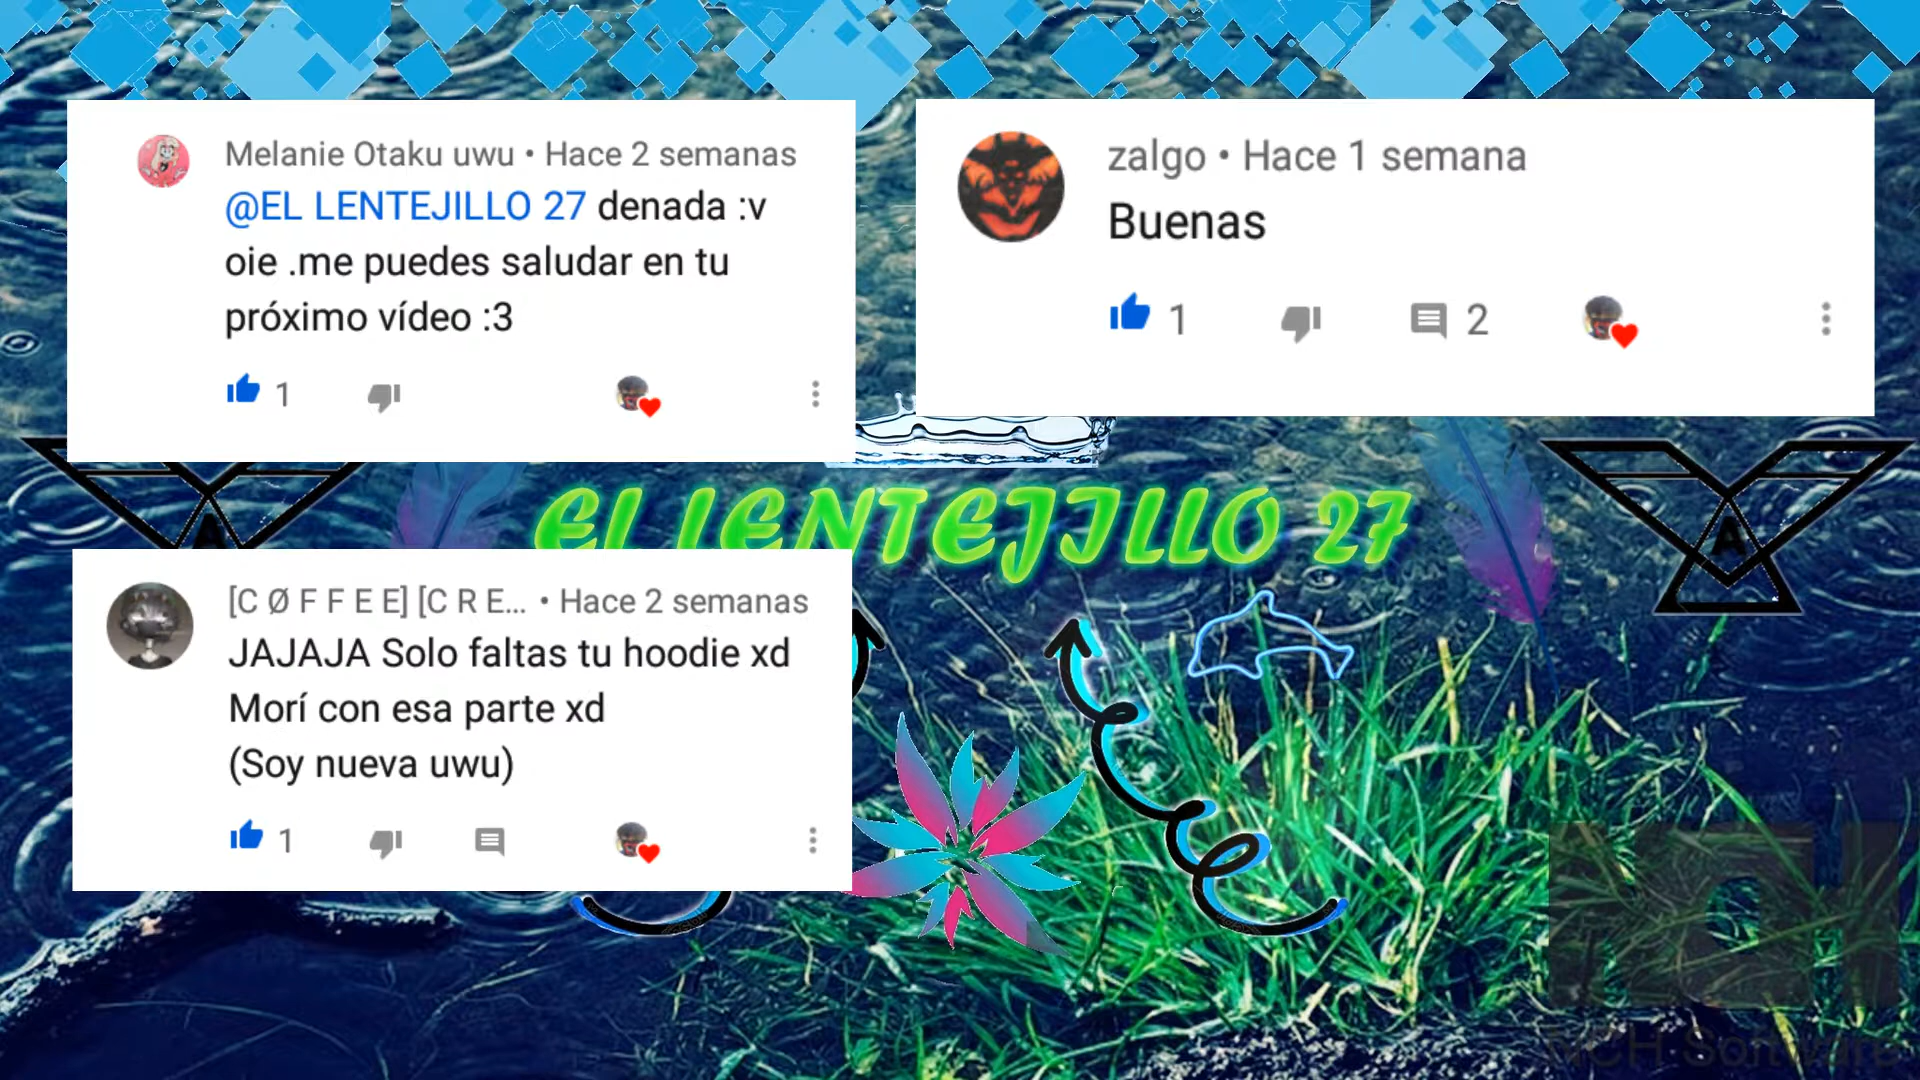 Melanie Otaku uwu • Hace 2 semanas
@EL LENTEJILLO 27 denada :v
oie .me puedes saludar en tu
próximo vídeo :3
1
zalgo • Hace 1 semana
Buenas
1 2
EL LENTEJILLO 27
A
A
[C Ø F F E E] [C R E... • Hace 2 semanas
JAJAJA Solo faltas tu hoodie xd
Morí con esa parte xd
(Soy nueva uwu)
1
NCH Software